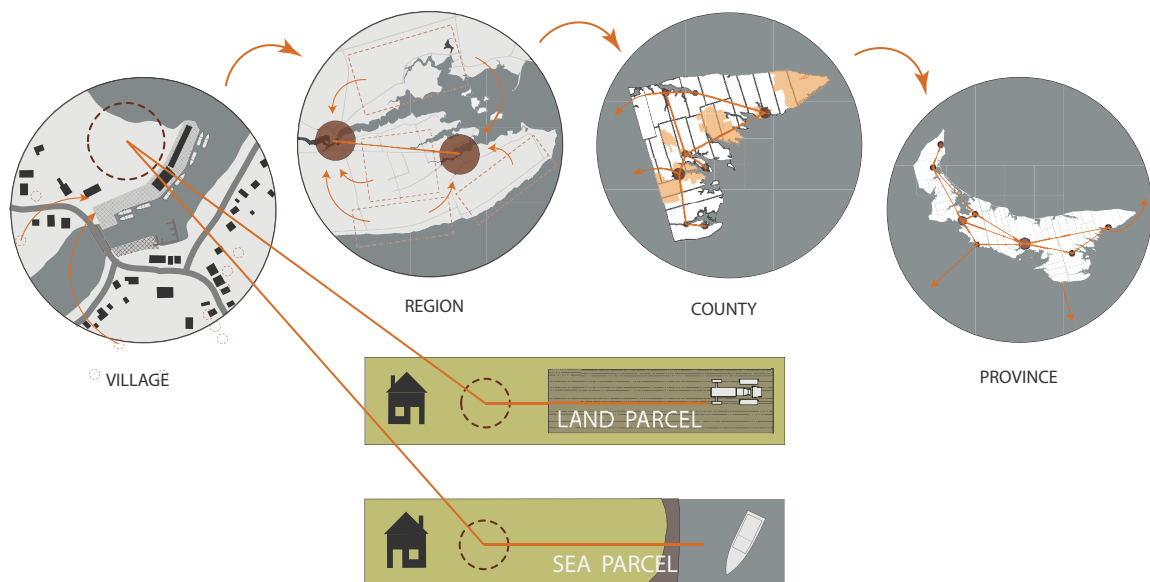 REGION
COUNTY
VILLAGE
PROVINCE
LAND PARCEL
SEA PARCEL